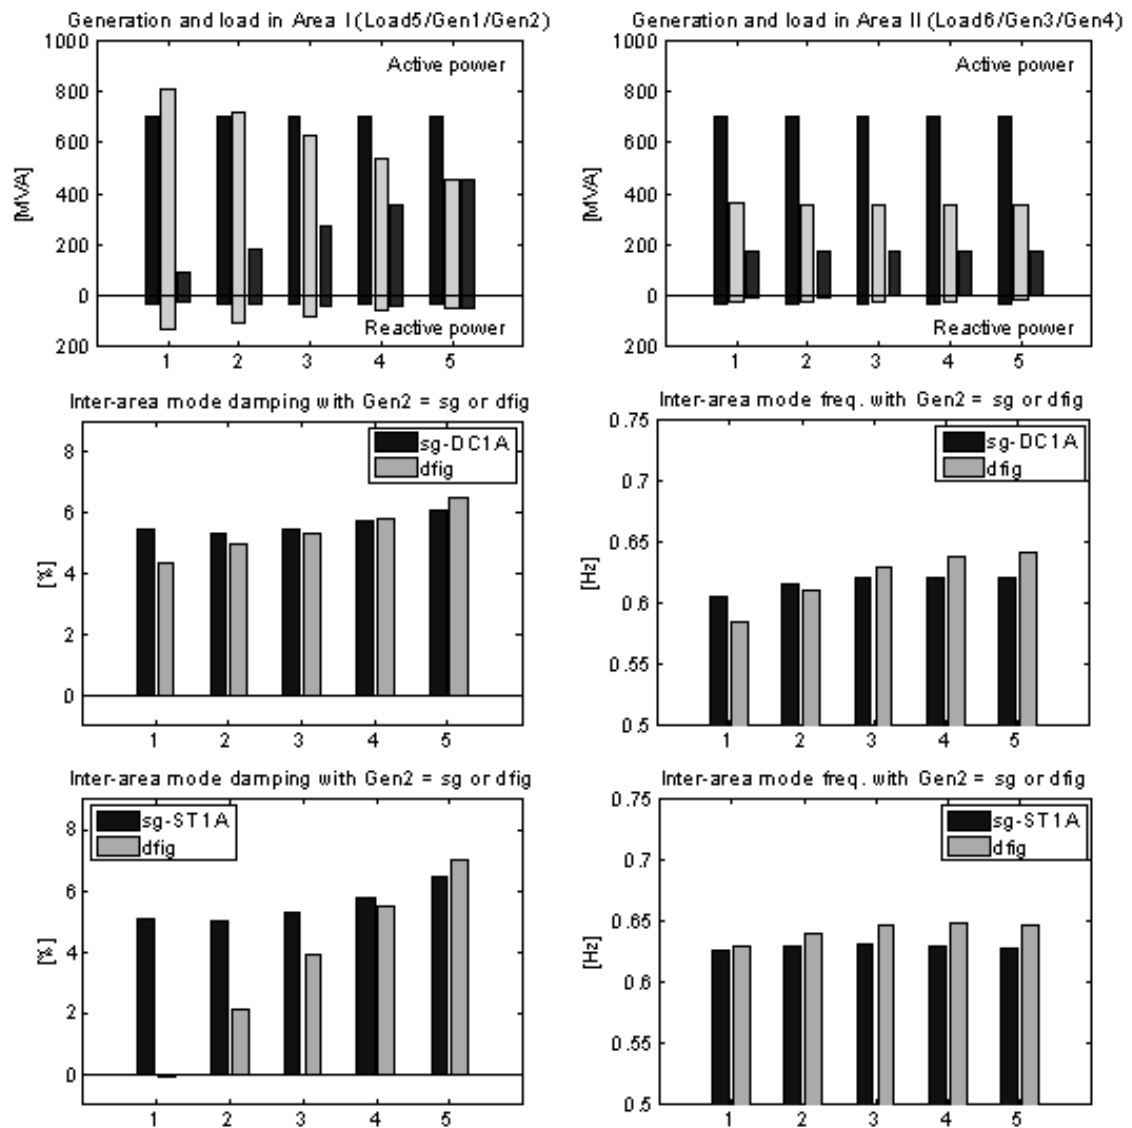 Generation and load in Area I (Load5/Gen1/Gen2)
1000
800
600
400
200
0
200
[MVA]
Active power
Reactive power
1 2 3 4 5
Generation and load in Area II (Load6/Gen3/Gen4)
1000
800
600
400
200
0
200
[MVA]
Active power
Reactive power
1 2 3 4 5
Inter-area mode damping with Gen2 = sg or dfig
8
6
4
2
0
[%]
sg-DC1A
dfig
1 2 3 4 5
Inter-area mode freq. with Gen2 = sg or dfig
0.75
0.7
0.65
0.6
0.55
0.5
[Hz]
sg-DC1A
dfig
1 2 3 4 5
Inter-area mode damping with Gen2 = sg or dfig
8
6
4
2
0
[%]
sg-ST1A
dfig
1 2 3 4 5
Inter-area mode freq. with Gen2 = sg or dfig
0.75
0.7
0.65
0.6
0.55
0.5
[Hz]
sg-ST1A
dfig
1 2 3 4 5